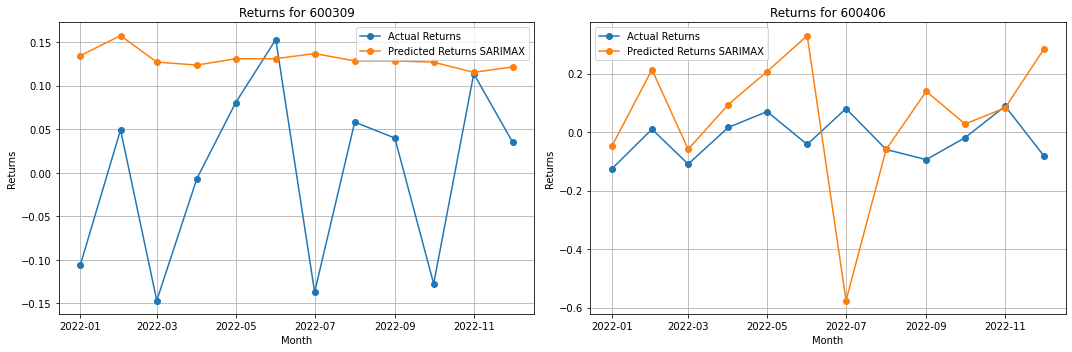 Returns for 600309
Actual Returns
Predicted Returns SARIMAX
0.15
0.10
0.05
0.00
−0.05
−0.10
−0.15
Returns
2022-01 2022-03 2022-05 2022-07 2022-09 2022-11
Month
Returns for 600406
Actual Returns
Predicted Returns SARIMAX
0.2
0.0
−0.2
−0.4
−0.6
Returns
2022-01 2022-03 2022-05 2022-07 2022-09 2022-11
Month